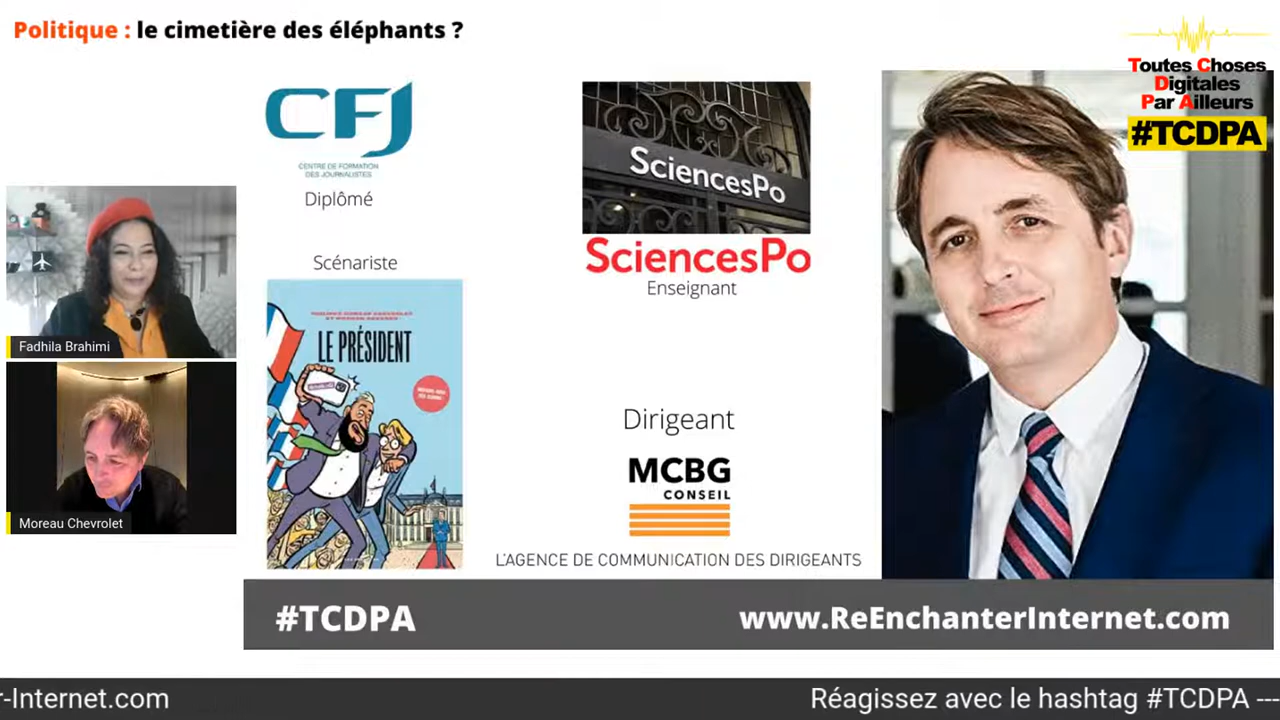 Politique : le cimetière des éléphants ?
Toutes Choses
Digitales
Par Ailleurs
#TCDPA
CFJ
CENTRE DE FORMATION
DES JOURNALISTES
Diplômé
Scénariste
LE PRÉSIDENT
SciencesPo
SciencesPo
Enseignant
Dirigeant
MCBG
CONSEIL
L'AGENCE DE COMMUNICATION DES DIRIGEANTS
Fadhila Brahimi
Moreau Chevrolet
#TCDPA
www.ReEnchanterInternet.com
r-Internet.com
Réagissez avec le hashtag #TCDPA ---